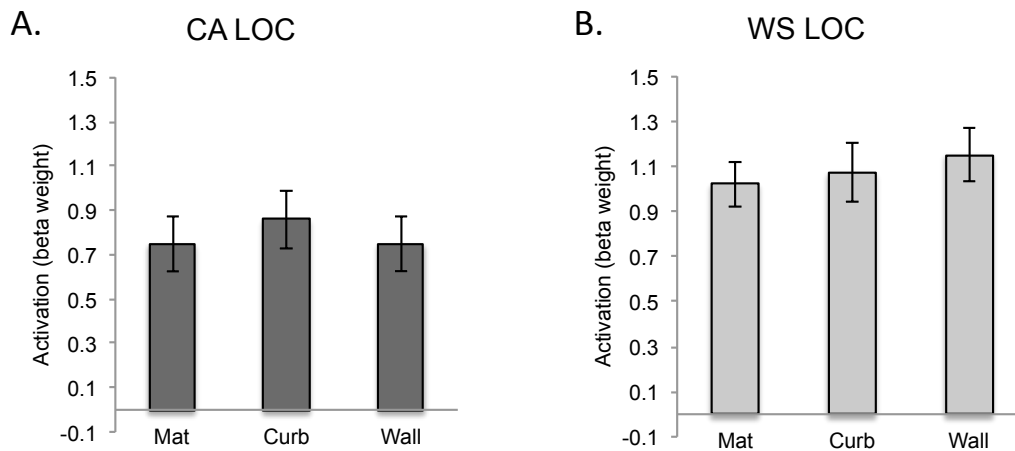 A.
CA LOC
Activation (beta weight)
1.5
1.3
1.1
0.9
0.7
0.5
0.3
0.1
-0.1
Mat
Curb
Wall
B.
WS LOC
Activation (beta weight)
1.5
1.3
1.1
0.9
0.7
0.5
0.3
0.1
-0.1
Mat
Curb
Wall